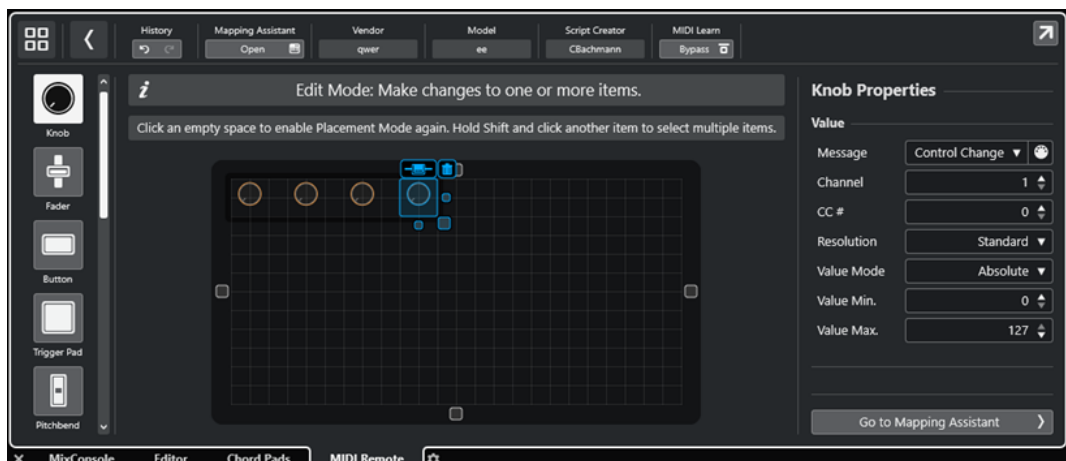 History
Mapping Assistant
Vendor
Model
Script Creator
MIDI Learn
Open
qwer
ee
CBachmann
Bypass
Knob
Fader
Button
Trigger Pad
Pitchbend
i
Edit Mode: Make changes to one or more items.
Click an empty space to enable Placement Mode again. Hold Shift and click another item to select multiple items.
Knob Properties
Value
Message Control Change
Channel 1
CC # 0
Resolution Standard
Value Mode Absolute
Value Min. 0
Value Max. 127
Go to Mapping Assistant
MixConsole
Editor
Chord Pads
MIDI Remote